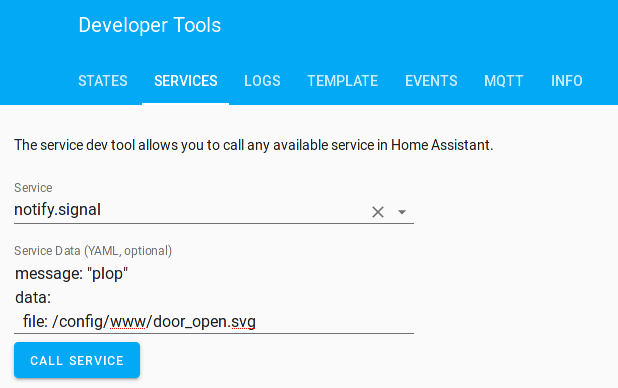 Developer Tools
STATES SERVICES LOGS TEMPLATE EVENTS MQTT INFO
The service dev tool allows you to call any available service in Home Assistant.
Service
notify.signal
Service Data (YAML, optional)
message: "plop"
data:
  file: /config/www/door_open.svg
CALL SERVICE